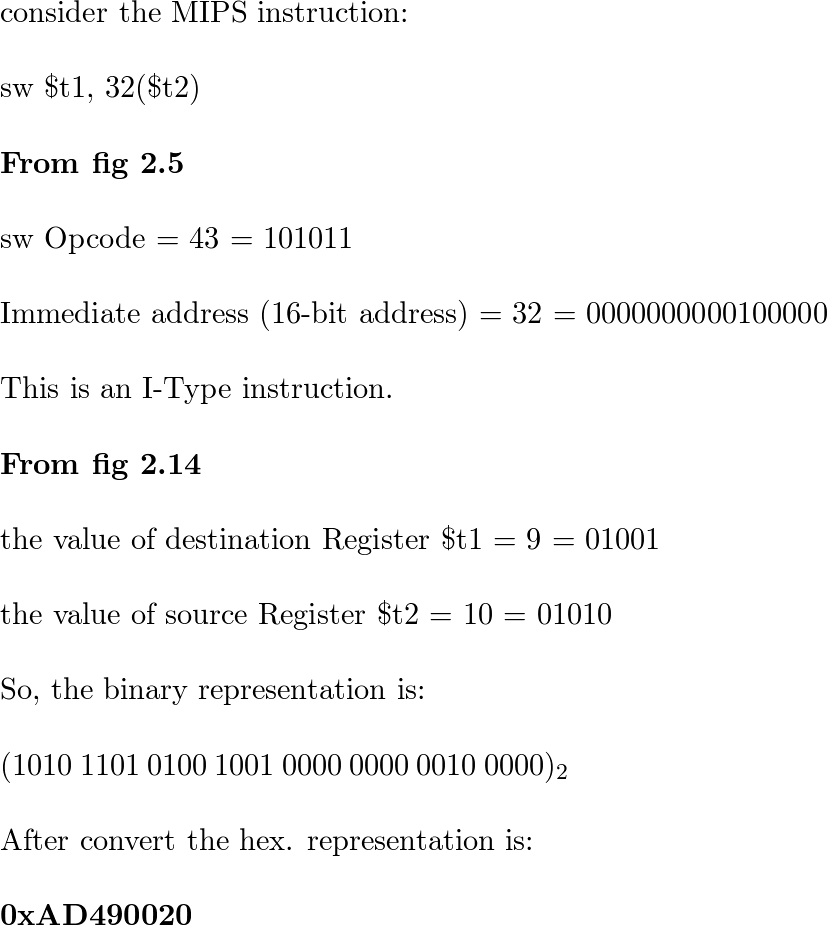 consider the MIPS instruction:
sw $t1, 32($t2)
From fig 2.5
sw Opcode = 43 = 101011
Immediate address (16-bit address) = 32 = 0000000000100000
This is an I-Type instruction.
From fig 2.14
the value of destination Register $t1 = 9 = 01001
the value of source Register $t2 = 10 = 01010
So, the binary representation is:
(1010 1101 0100 1001 0000 0000 0010 0000)₂
After convert the hex. representation is:
0xAD490020